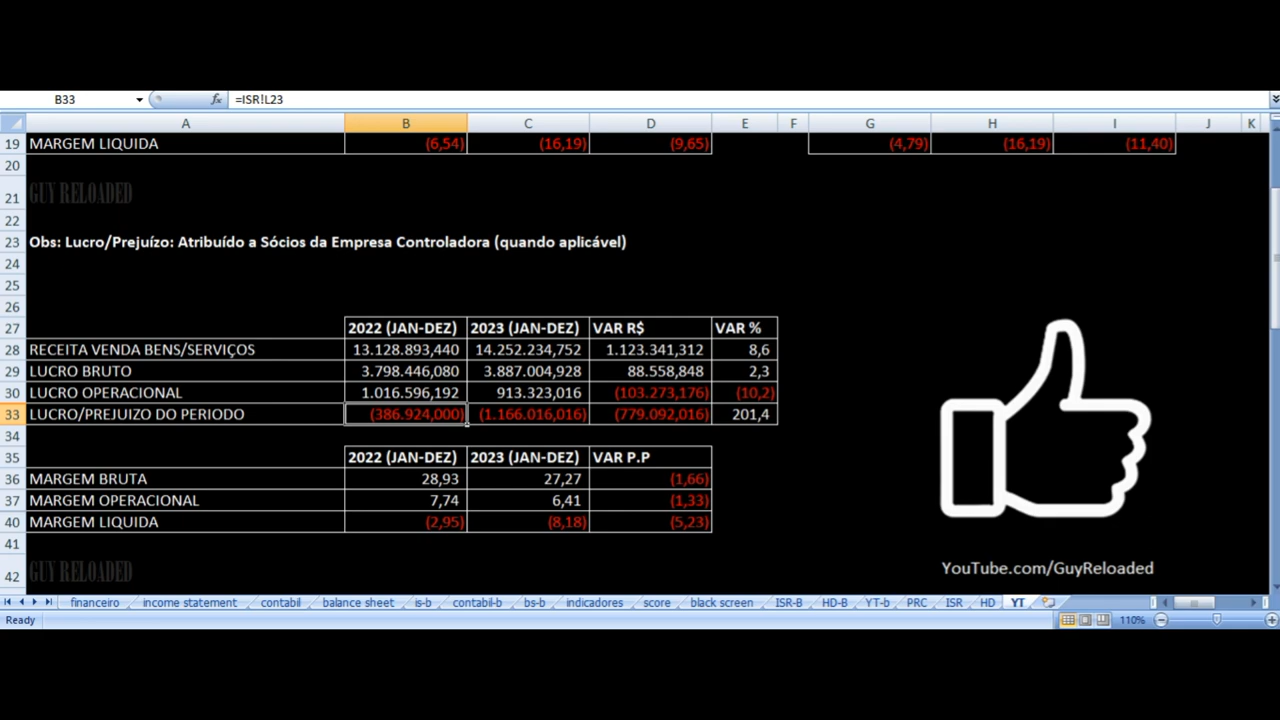 B33 fx =ISR!L23
A B C D E F G H I J K
19 MARGEM LIQUIDA (6,54) (16,19) (9,65) (4,79) (16,19) (11,40)
20
21 GUY RELOADED
22
23 Obs: Lucro/Prejuízo: Atribuído a Sócios da Empresa Controladora (quando aplicável)
24
25
26
27 2022 (JAN-DEZ) 2023 (JAN-DEZ) VAR R$ VAR %
28 RECEITA VENDA BENS/SERVIÇOS 13.128.893,440 14.252.234,752 1.123.341,312 8,6
29 LUCRO BRUTO 3.798.446,080 3.887.004,928 88.558,848 2,3
30 LUCRO OPERACIONAL 1.016.596,192 913.323,016 (103.273,176) (10,2)
33 LUCRO/PREJUIZO DO PERIODO (386.924,000) (1.166.016,016) (779.092,016) 201,4
34
35 2022 (JAN-DEZ) 2023 (JAN-DEZ) VAR P.P
36 MARGEM BRUTA 28,93 27,27 (1,66)
37 MARGEM OPERACIONAL 7,74 6,41 (1,33)
40 MARGEM LIQUIDA (2,95) (8,18) (5,23)
41
42 GUY RELOADED
YouTube.com/GuyReloaded
financeiro income statement contabil balance sheet is-b contabil-b bs-b indicadores score black screen ISR-B HD-B YT-b PRC ISR HD YT
Ready 110%